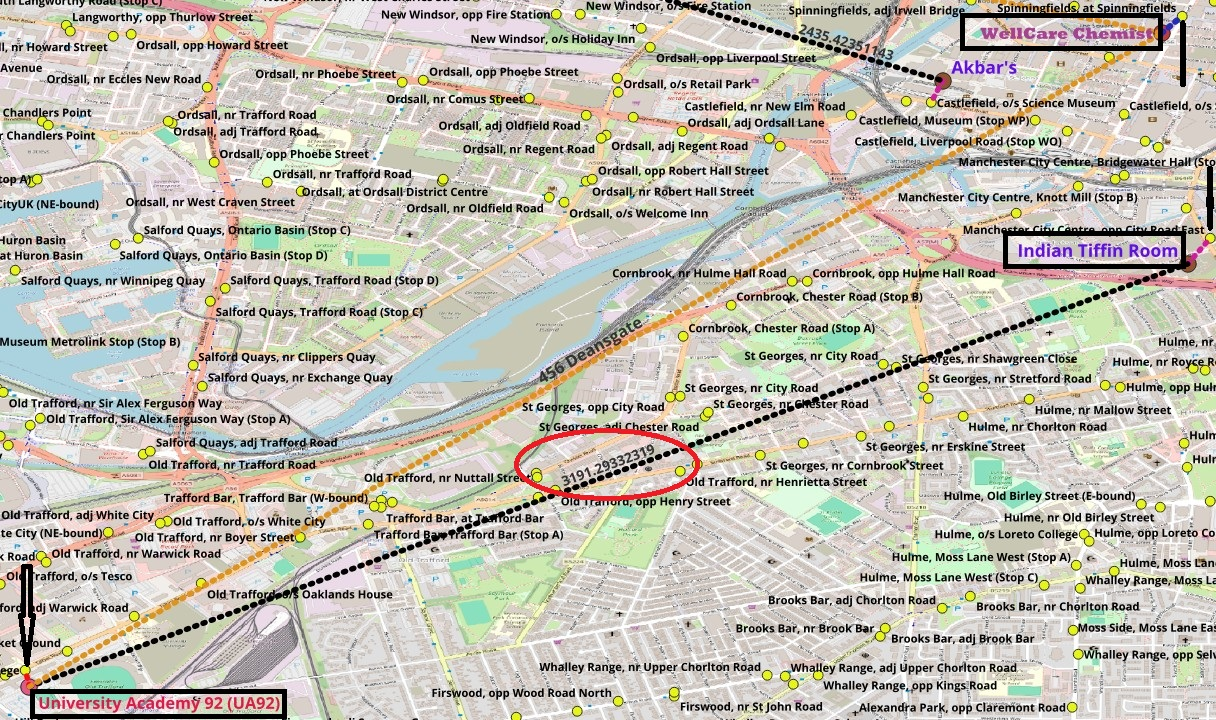 Langworthy, opp Thurlow Street
New Windsor, opp Fire Station
Spinningfields, adj Irwell Bridge
Spinningfields, at Spinningfields
WellCare Chemist
Ordsall, opp Howard Street
nr Howard Street
New Windsor, o/s Holiday Inn
2435.42351143
Ordsall, opp Liverpool Street
Akbar's
Avenue
Ordsall, nr Eccles New Road
Ordsall, nr Phoebe Street
Ordsall, opp Phoebe Street
Ordsall, o/s Retail Park
Ordsall, nr Comus Street
Castlefield, o/s Science Museum
Castlefield, nr New Elm Road
Castlefield, o/s
Chandlers Point
Ordsall, nr Trafford Road
Ordsall, adj Trafford Road
Ordsall, adj Oldfield Road
Ordsall, adj Ordsall Lane
Castlefield, Museum (Stop WP)
r Chandlers Point
Ordsall, nr Regent Road
Ordsall, adj Regent Road
Castlefield, Liverpool Road (Stop WO)
Ordsall, opp Phoebe Street
Manchester City Centre, Bridgewater Hall (Sto
Ordsall, nr Trafford Road
Ordsall, opp Robert Hall Street
top A)
Ordsall, at Ordsall District Centre
Ordsall, nr Robert Hall Street
Manchester City Centre, Knott Mill (Stop B)
CityUK (NE-bound)
Ordsall, nr West Craven Street
Ordsall, nr Oldfield Road
Ordsall, o/s Welcome Inn
Salford Quays, Ontario Basin (Stop C)
Manchester City Centre, opp City Road East
Huron Basin
at Huron Basin
Salford Quays, Ontario Basin (Stop D)
Indian Tiffin Room
Salford Quays, nr Winnipeg Quay
Salford Quays, Trafford Road (Stop D)
Cornbrook, nr Hulme Hall Road
Cornbrook, opp Hulme Hall Road
Cornbrook, Chester Road (Stop B)
Salford Quays, Trafford Road (Stop C)
Cornbrook, Chester Road (Stop A)
Museum Metrolink Stop (Stop B)
456 Deansgate
Salford Quays, nr Clippers Quay
St Georges, nr City Road
St Georges, nr Shawgreen Close
Hulme, nr
Hulme, nr Royce R
Salford Quays, nr Exchange Quay
St Georges, nr City Road
St Georges, nr Stretford Road
Hulme, opp Hul
Old Trafford, nr Sir Alex Ferguson Way
St Georges, opp City Road
St Georges, nr Chester Road
Hulme, nr Mallow Street
Old Trafford, Sir Alex Ferguson Way (Stop A)
St Georges, adj Chester Road
Hulme, nr Chorlton Road
Salford Quays, adj Trafford Road
St Georges, nr Erskine Street
Hulm
Old Trafford, nr Trafford Road
3191.29332319
St Georges, nr Cornbrook Street
Hul
Old Trafford, nr Nuttall Street
Old Trafford, nr Henrietta Street
Trafford Bar, Trafford Bar (W-bound)
Old Trafford, opp Henry Street
Hulme, Old Birley Street (E-bound)
Old Trafford, adj White City
Old Trafford, o/s White City
Trafford Bar, at Trafford Bar
Hulme, nr Old Birley Street
te City (NE-bound)
Old Trafford, nr Boyer Street
Trafford Bar, Trafford Bar (Stop A)
Hulme, o/s Loreto College
Hulme, opp Loreto Co
k Road
Old Trafford, nr Warwick Road
Hulme, Moss Lane West (Stop A)
Hulme, Moss Lan
Old Trafford, o/s Tesco
Hulme, Moss Lane West (Stop C)
Whalley Range, Moss La
Old Trafford, o/s Oaklands House
Brooks Bar, adj Chorlton Road
Brooks Bar, nr Chorlton Road
fford, adj Warwick Road
Brooks Bar, nr Brook Bar
Brooks Bar, adj Brook Bar
Moss Side, Moss Lane Eas
Whalley Range, opp Selv
Whalley Range, nr Upper Chorlton Road
Whalley Range, adj Upper Chorlton Road
Whalley Range, opp Kings Road
Firswood, opp Wood Road North
University Academy 92 (UA92)
Firswood, nr St John Road
Alexandra Park, opp Claremont Road